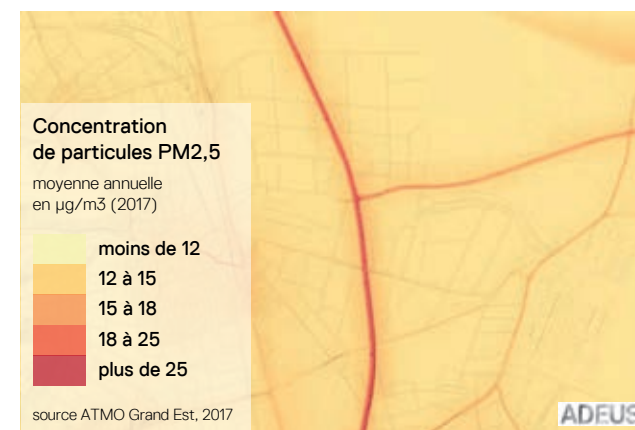 Concentration
de particules PM2,5
moyenne annuelle
en µg/m3 (2017)
moins de 12
12 à 15
15 à 18
18 à 25
plus de 25
source ATMO Grand Est, 2017
ADEUS